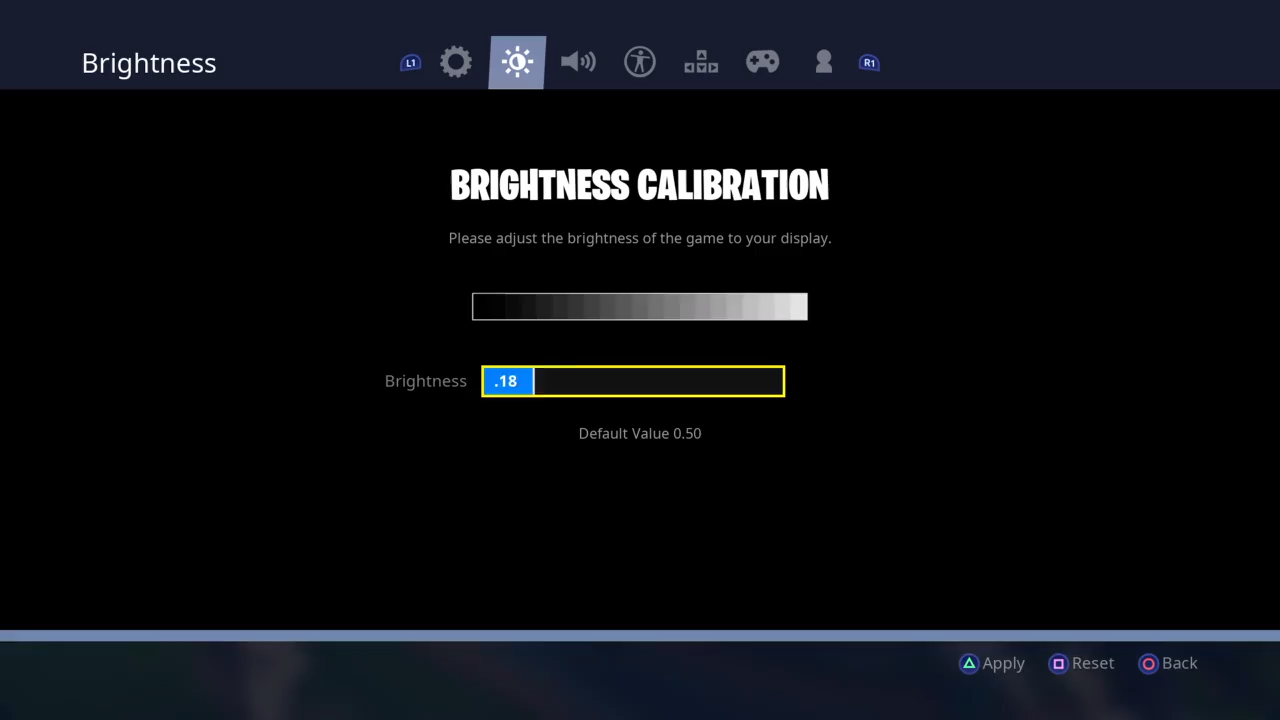 Brightness
L1
R1
BRIGHTNESS CALIBRATION
Please adjust the brightness of the game to your display.
Brightness .18
Default Value 0.50
Apply Reset Back